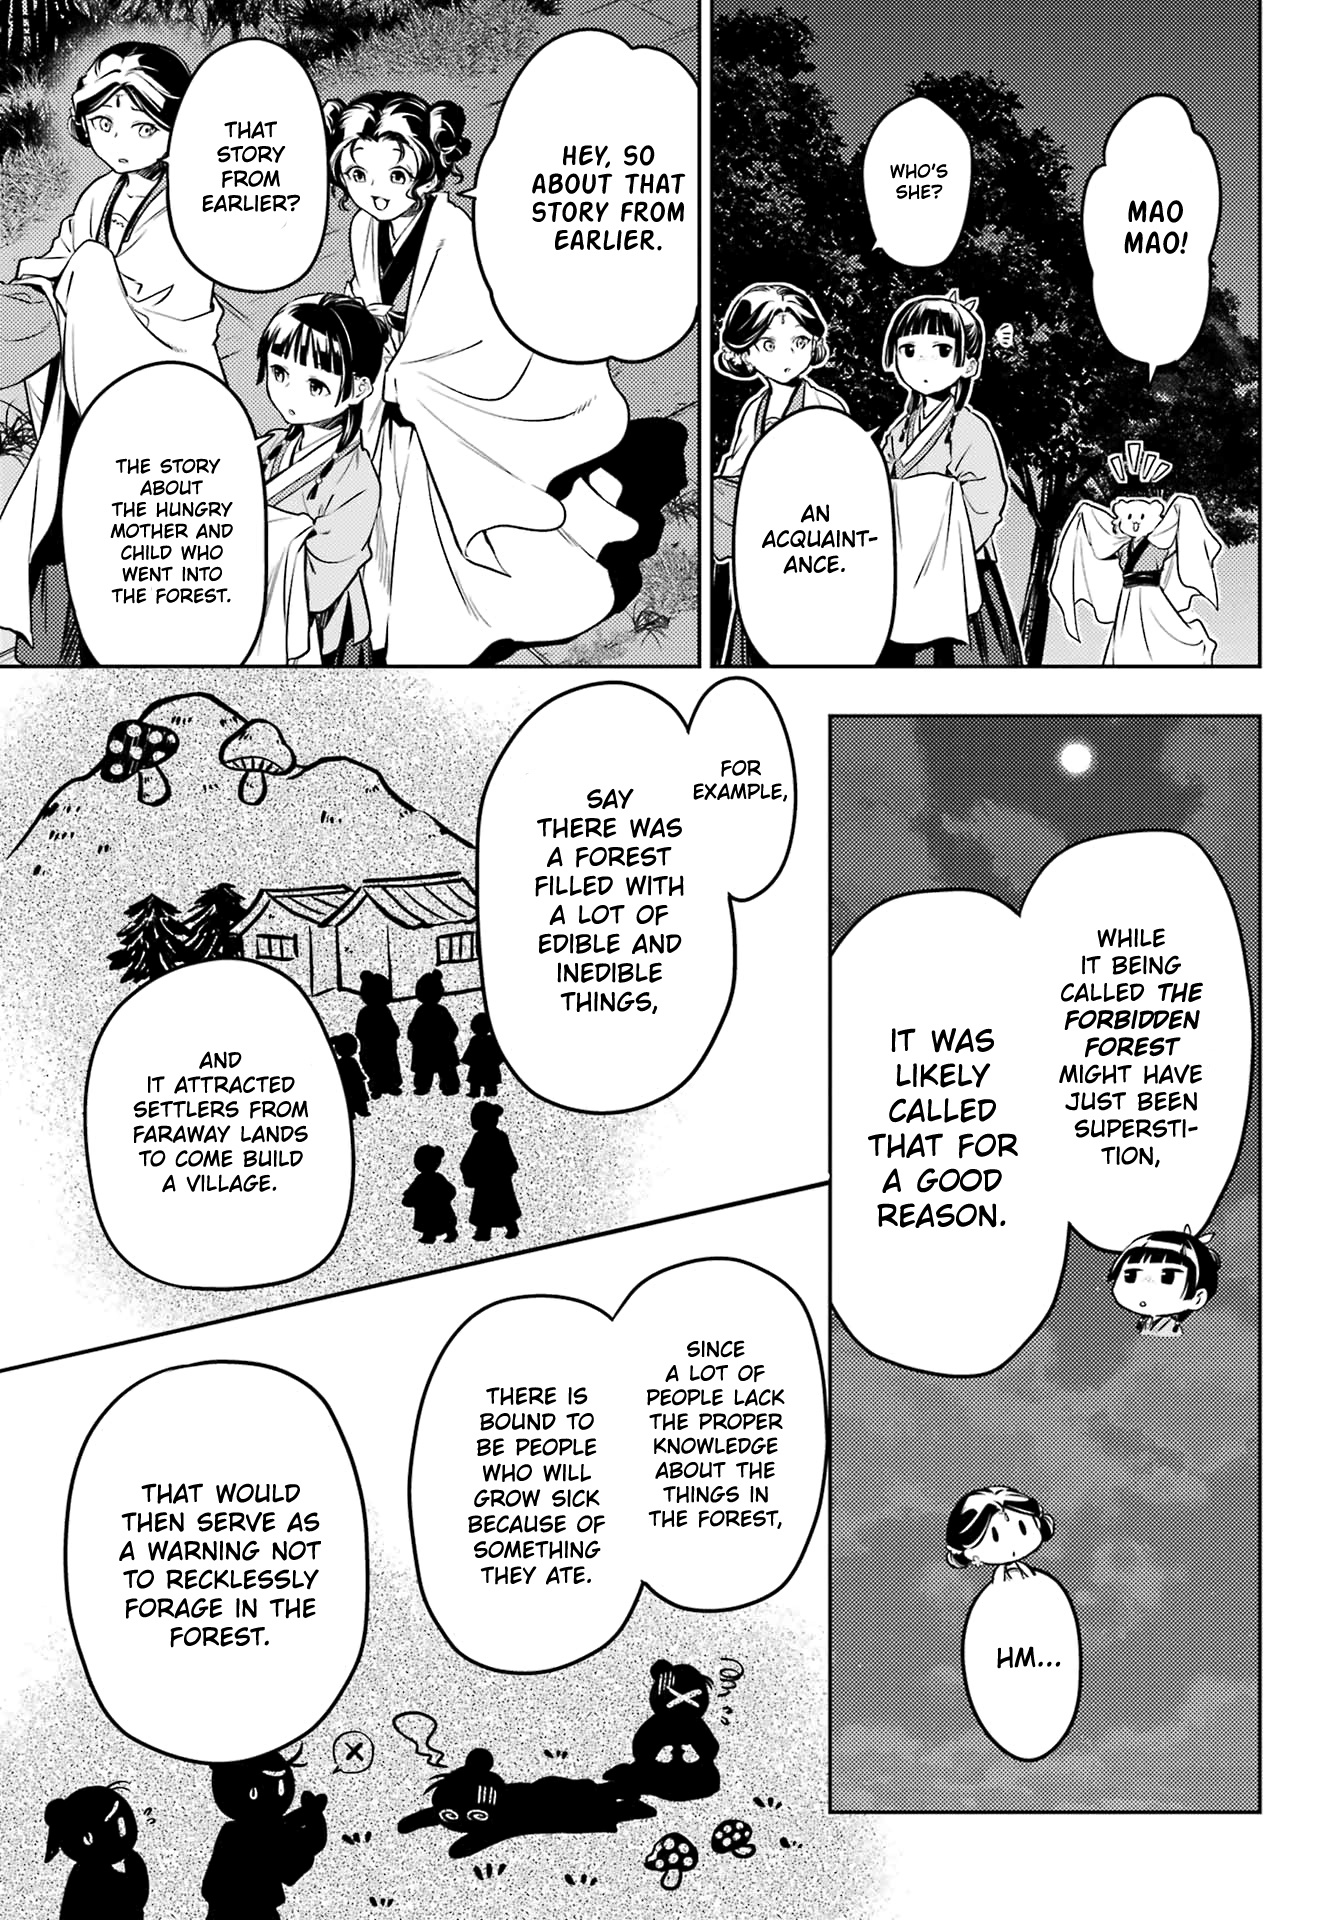 MAO
MAO!
WHO'S
SHE?
AN
ACQUAINT-
ANCE.
HEY, SO
ABOUT THAT
STORY FROM
EARLIER.
THAT
STORY
FROM
EARLIER?
THE STORY
ABOUT
THE HUNGRY
MOTHER AND
CHILD WHO
WENT INTO
THE FOREST.
WHILE
IT BEING
CALLED THE
FORBIDDEN
FOREST
MIGHT HAVE
JUST BEEN
SUPERSTI-
TION,
IT WAS
LIKELY
CALLED
THAT FOR
A GOOD
REASON.
HM...
FOR
EXAMPLE,
SAY
THERE WAS
A FOREST
FILLED WITH
A LOT OF
EDIBLE AND
INEDIBLE
THINGS,
AND
IT ATTRACTED
SETTLERS FROM
FARAWAY LANDS
TO COME BUILD
A VILLAGE.
SINCE
A LOT OF
PEOPLE LACK
THE PROPER
KNOWLEDGE
ABOUT THE
THINGS IN
THE FOREST,
THERE IS
BOUND TO
BE PEOPLE
WHO WILL
GROW SICK
BECAUSE OF
SOMETHING
THEY ATE.
THAT WOULD
THEN SERVE AS
A WARNING NOT
TO RECKLESSLY
FORAGE IN THE
FOREST.